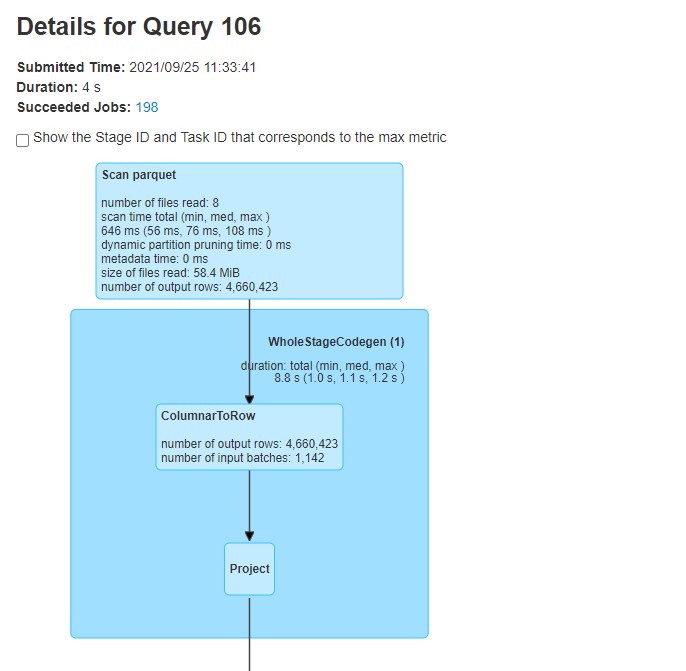 Details for Query 106
Submitted Time: 2021/09/25 11:33:41
Duration: 4 s
Succeeded Jobs: 198
Show the Stage ID and Task ID that corresponds to the max metric
Scan parquet
number of files read: 8
scan time total (min, med, max )
646 ms (56 ms, 76 ms, 108 ms )
dynamic partition pruning time: 0 ms
metadata time: 0 ms
size of files read: 58.4 MiB
number of output rows: 4,660,423
WholeStageCodegen (1)
duration: total (min, med, max )
8.8 s (1.0 s, 1.1 s, 1.2 s )
ColumnarToRow
number of output rows: 4,660,423
number of input batches: 1,142
Project